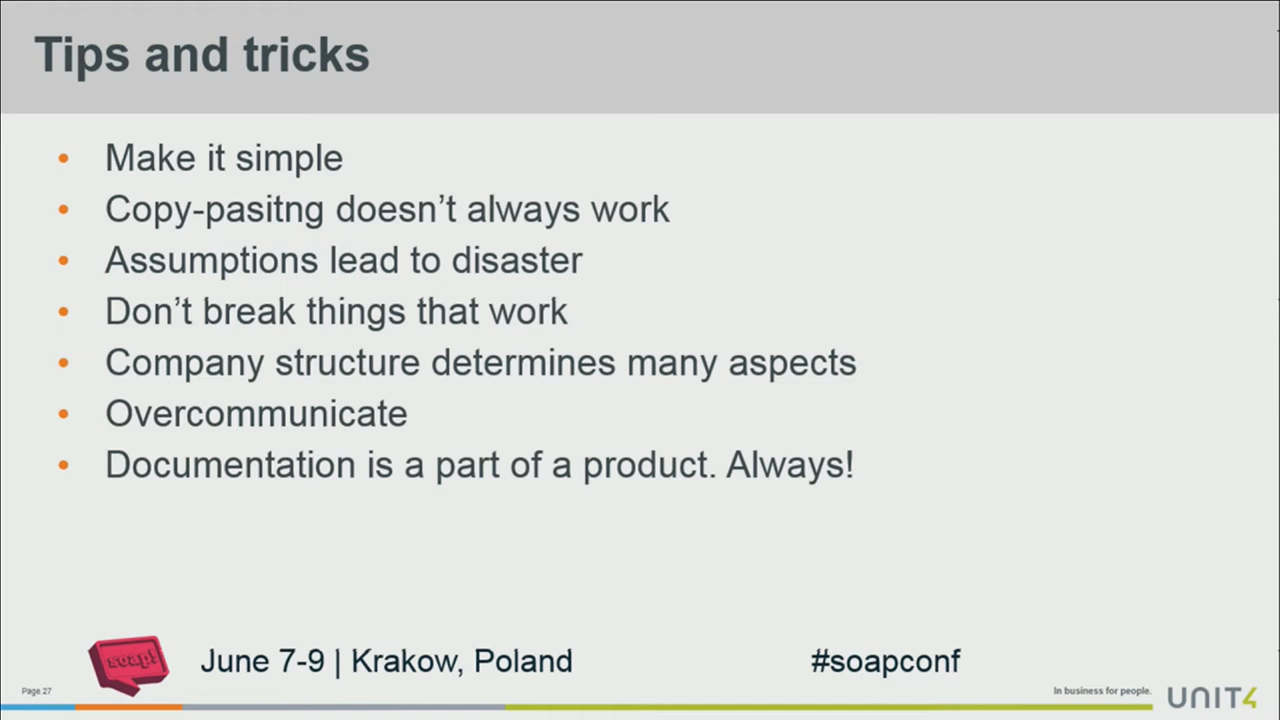 Tips and tricks
• Make it simple
• Copy-pasitng doesn’t always work
• Assumptions lead to disaster
• Don’t break things that work
• Company structure determines many aspects
• Overcommunicate
• Documentation is a part of a product. Always!
soap!
June 7-9 | Krakow, Poland
#soapconf
Page 27
In business for people.
UNIT4